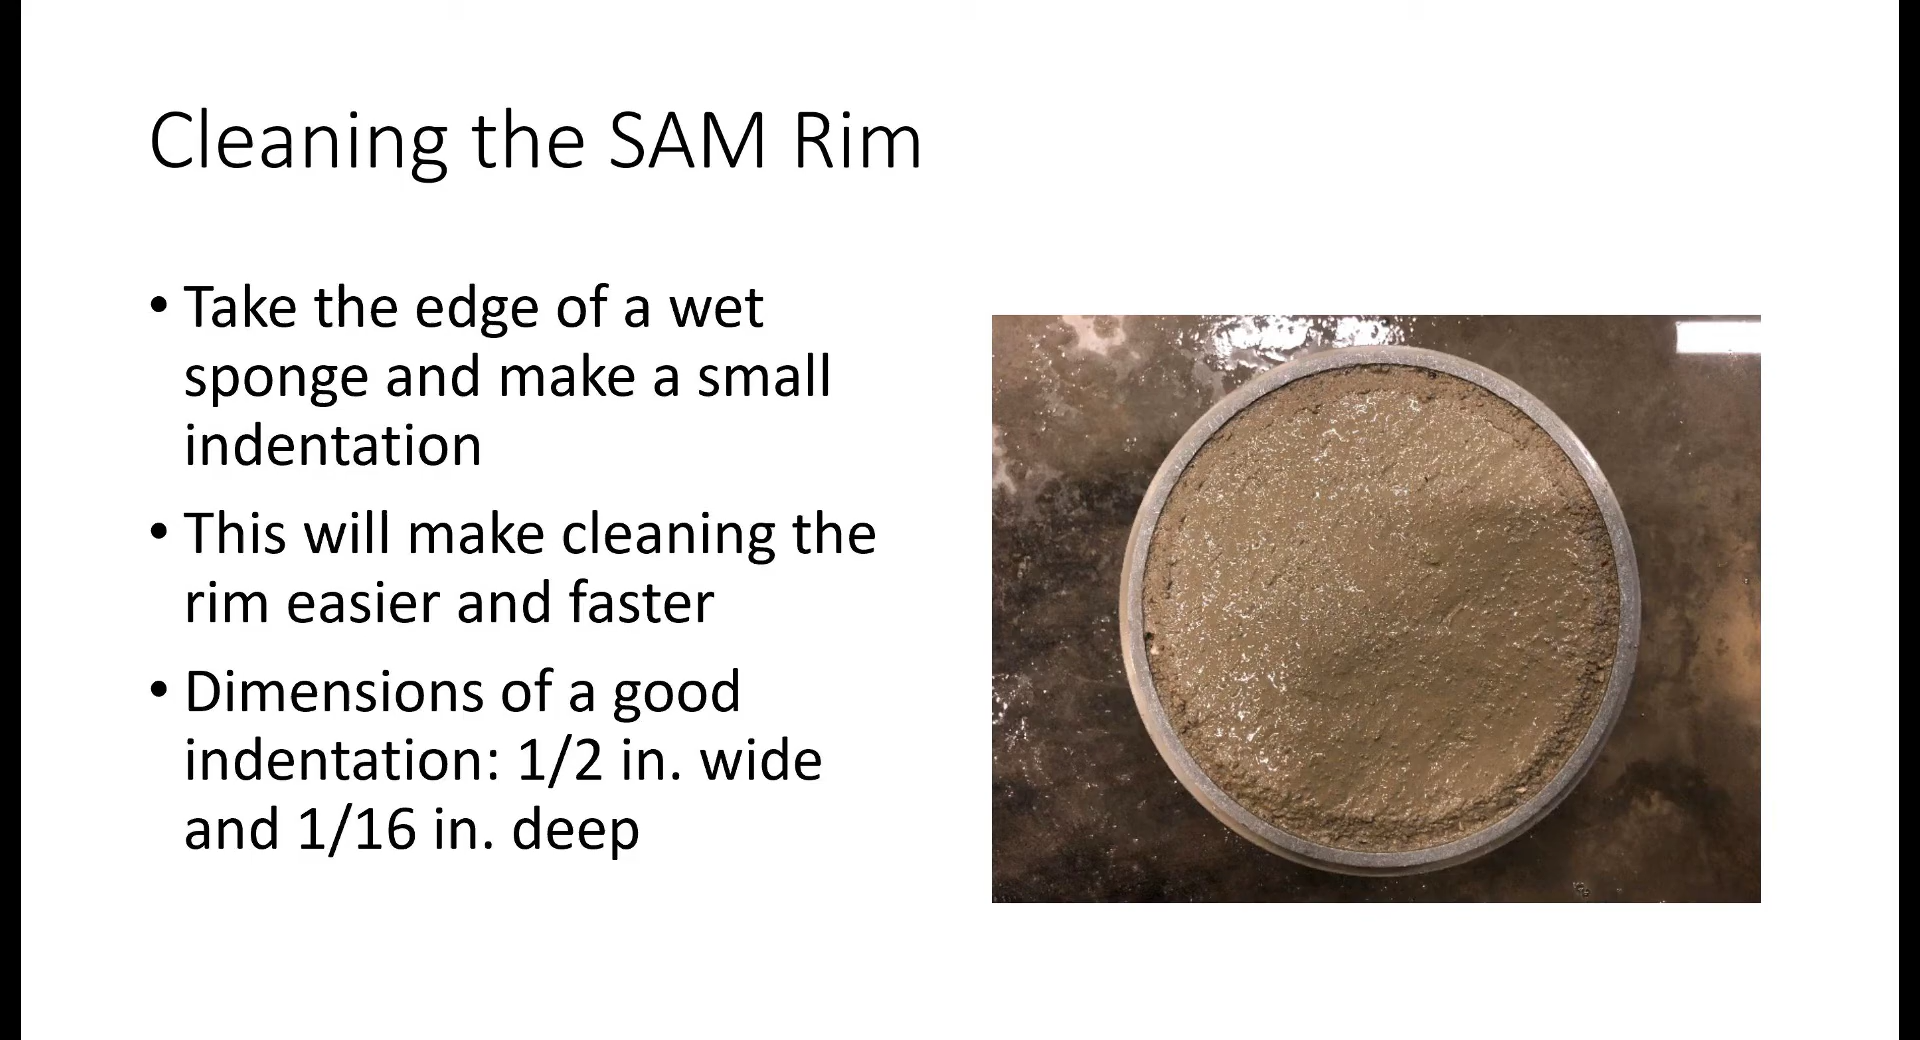 Cleaning the SAM Rim
• Take the edge of a wet
sponge and make a small
indentation
• This will make cleaning the
rim easier and faster
• Dimensions of a good
indentation: 1/2 in. wide
and 1/16 in. deep